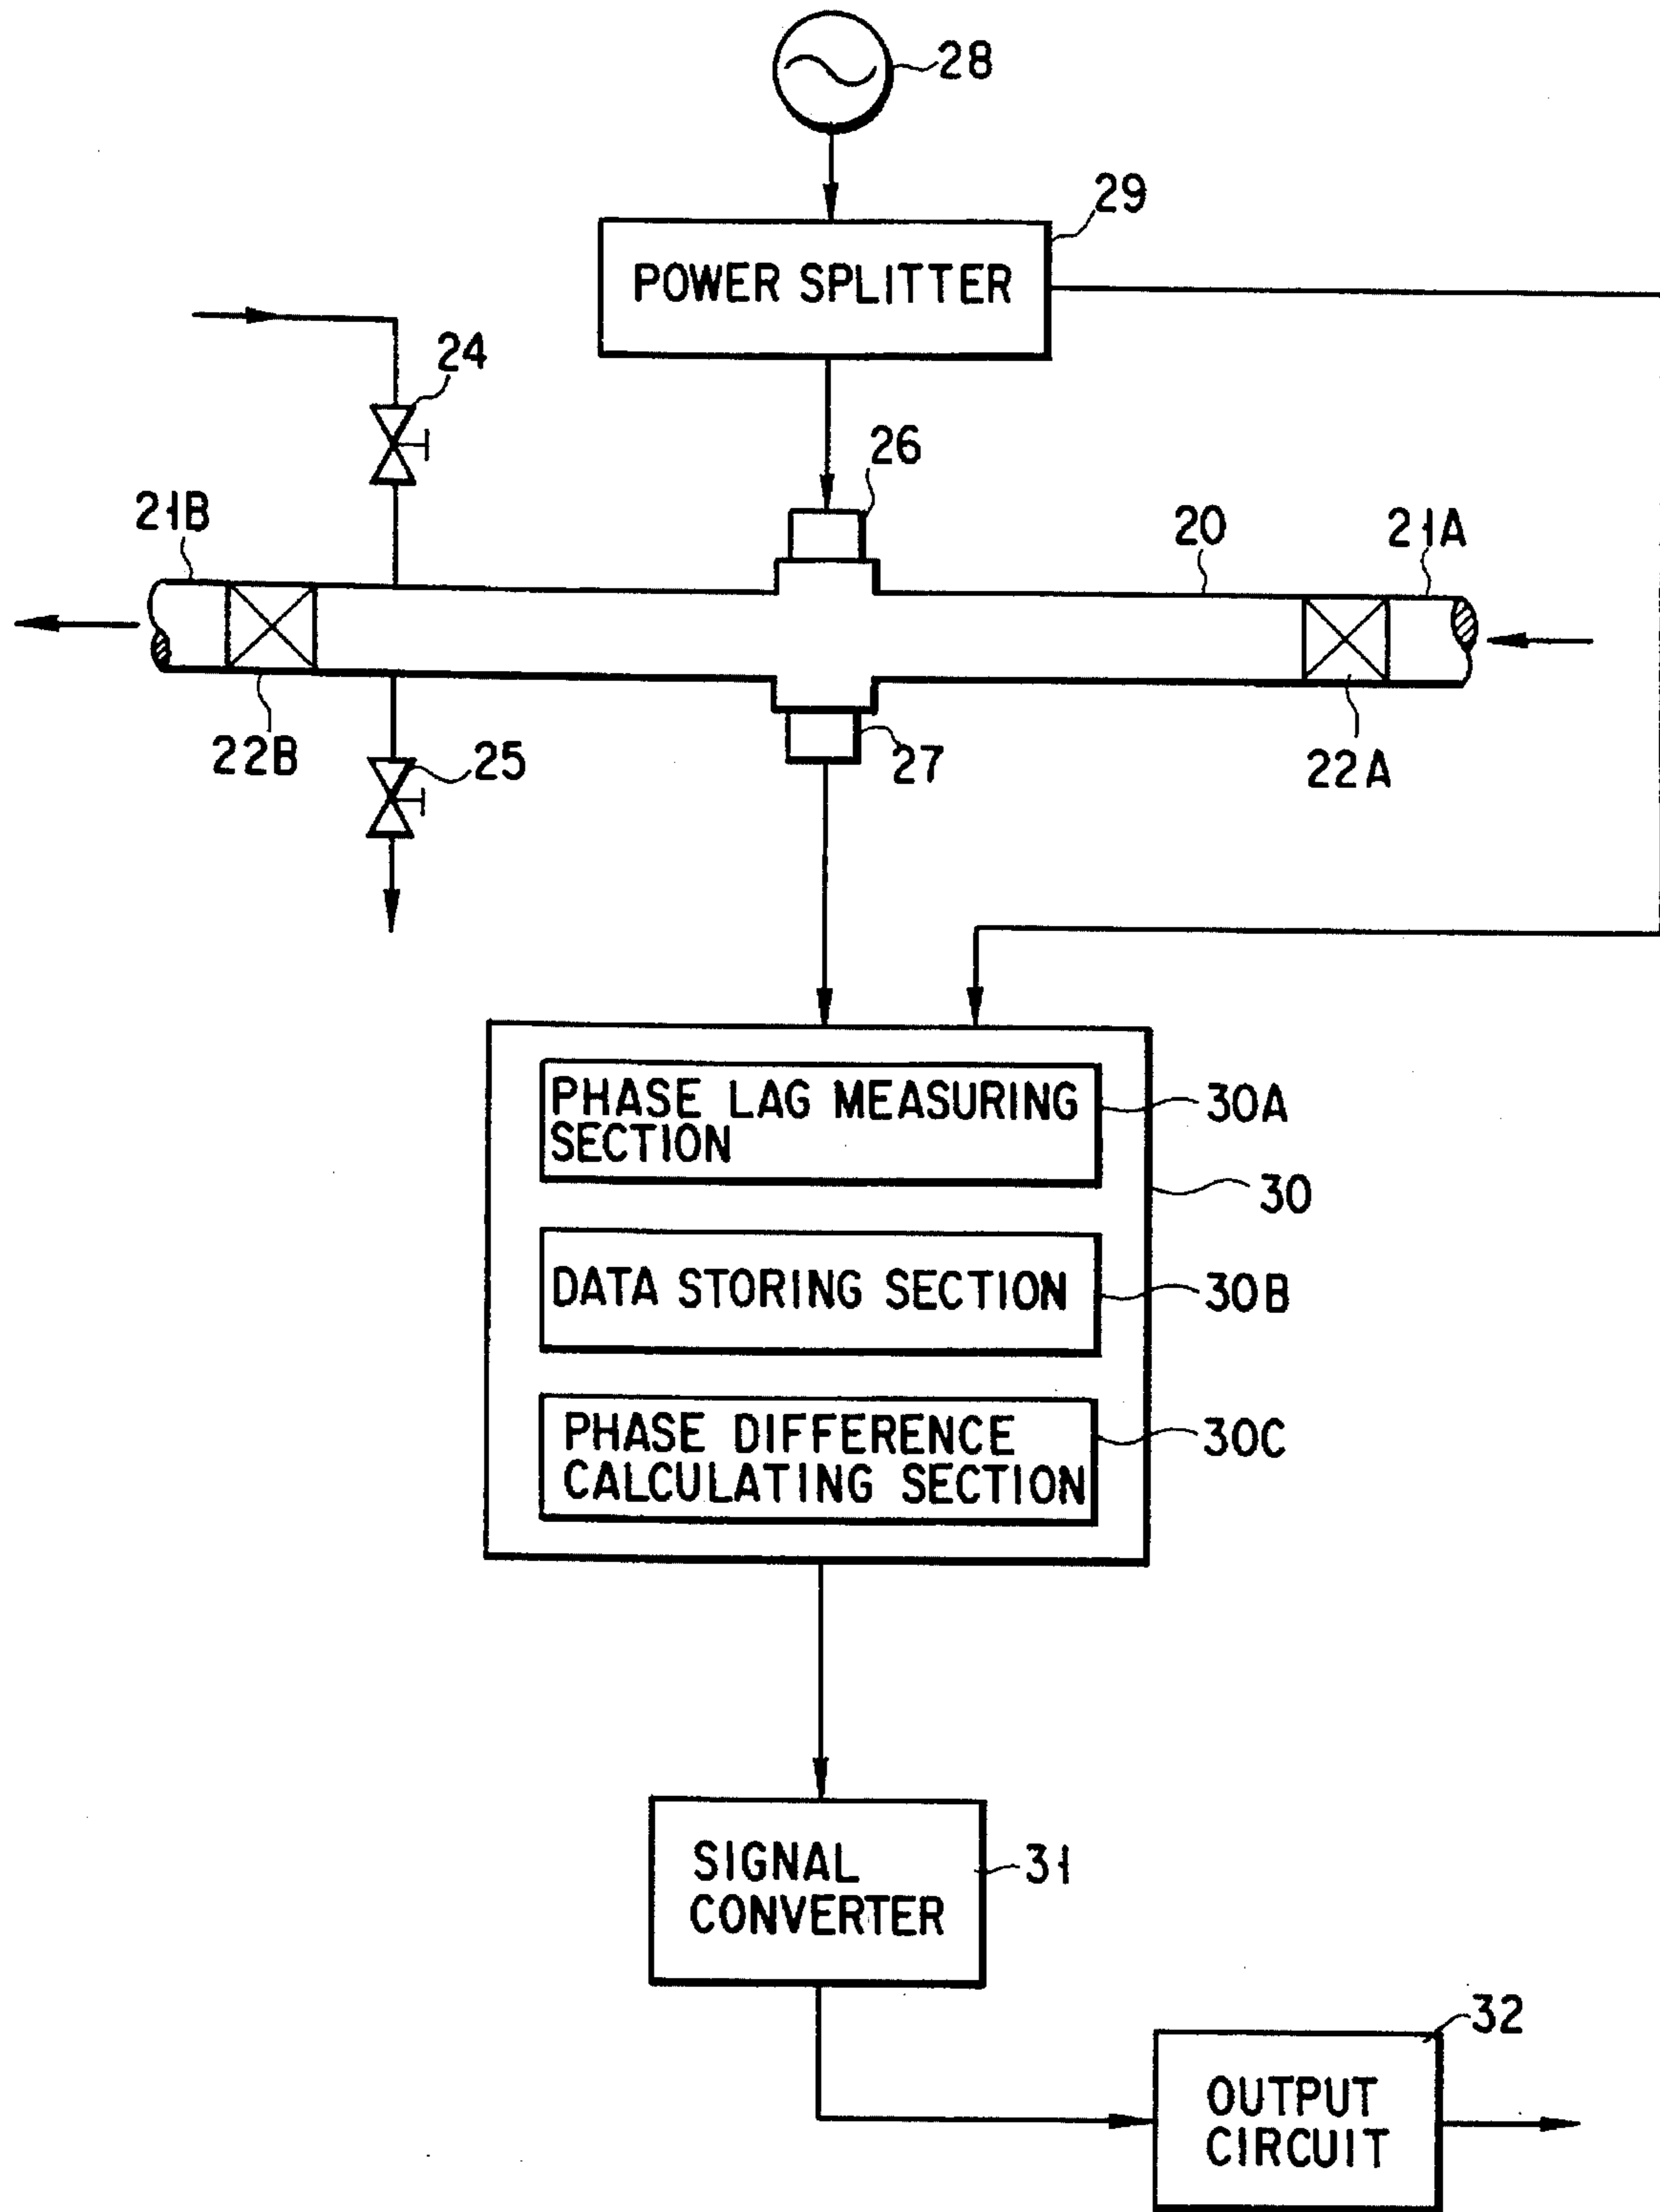 28
29
POWER SPLITTER
24
26
21B
20
21A
22B
25
27
22A
PHASE LAG MEASURING
SECTION
30A
30
DATA STORING SECTION
30B
PHASE DIFFERENCE
CALCULATING SECTION
30C
SIGNAL
CONVERTER
31
32
OUTPUT
CIRCUIT